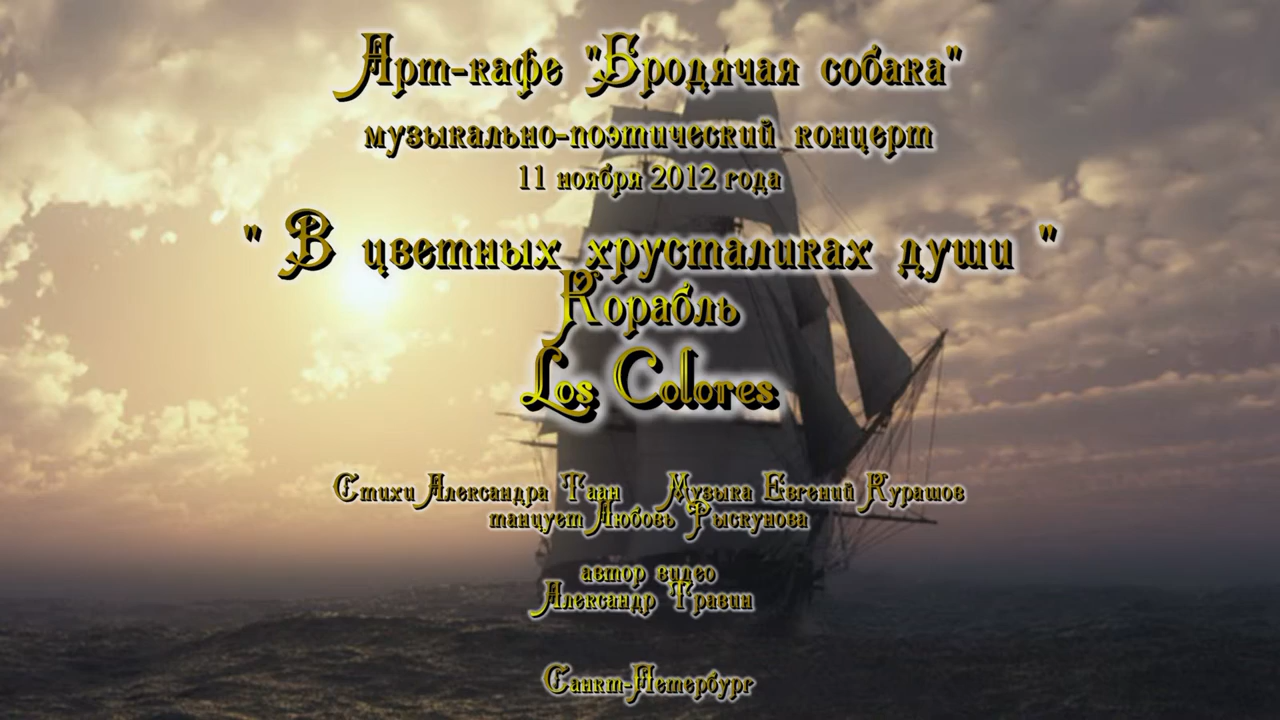 Арт-кафе "Бродячая собака"
музыкально-поэтический концерт
11 ноября 2012 года
" В цветных хрусталиках души "
Корабль
Los Colores
Стихи Александра Таан Музыка Евгений Курашов
танцует Любовь Рыскунова
автор видео
Александр Травин
Санкт-Петербург